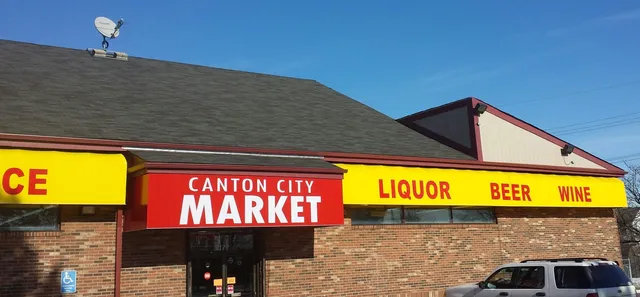 CE
CANTON CITY
MARKET
LIQUOR BEER WINE